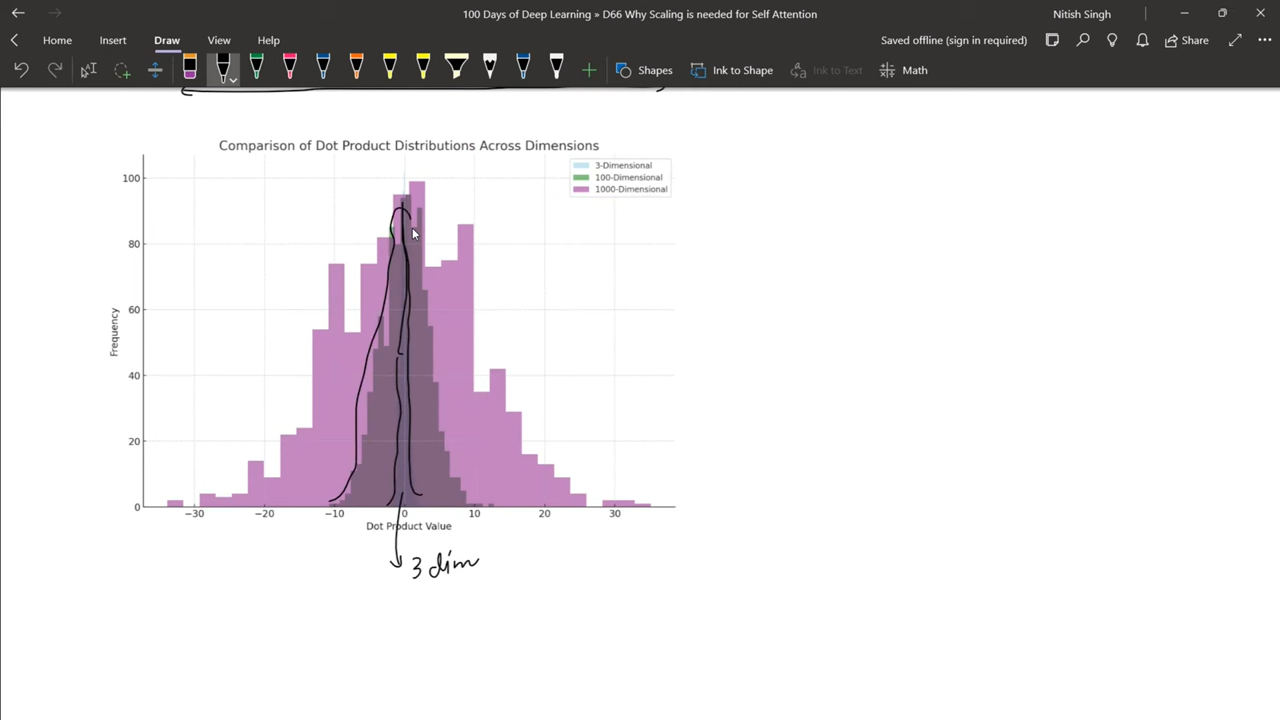 100 Days of Deep Learning » D66 Why Scaling is needed for Self Attention
Nitish Singh
Home Insert Draw View Help
Saved offline (sign in required)
Share
Shapes
Ink to Shape
Ink to Text
Math
Comparison of Dot Product Distributions Across Dimensions
3-Dimensional
100-Dimensional
1000-Dimensional
100
80
60
40
20
0
Frequency
−30 −20 −10 0 10 20 30
Dot Product Value
3 dim